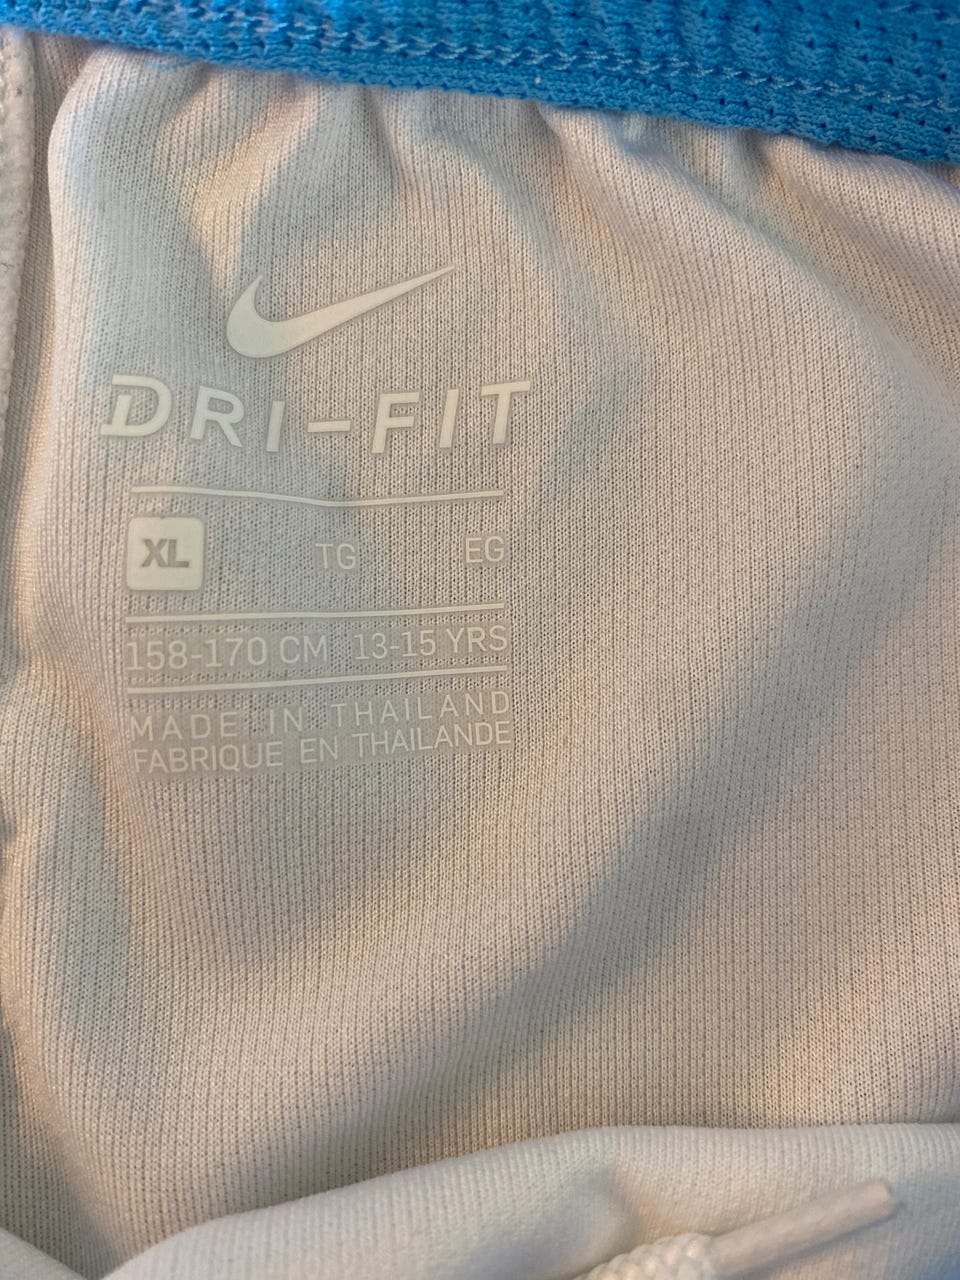 DRI-FIT
XL TG EG
158-170 CM 13-15 YRS
MADE IN THAILAND
FABRIQUE EN THAILANDE